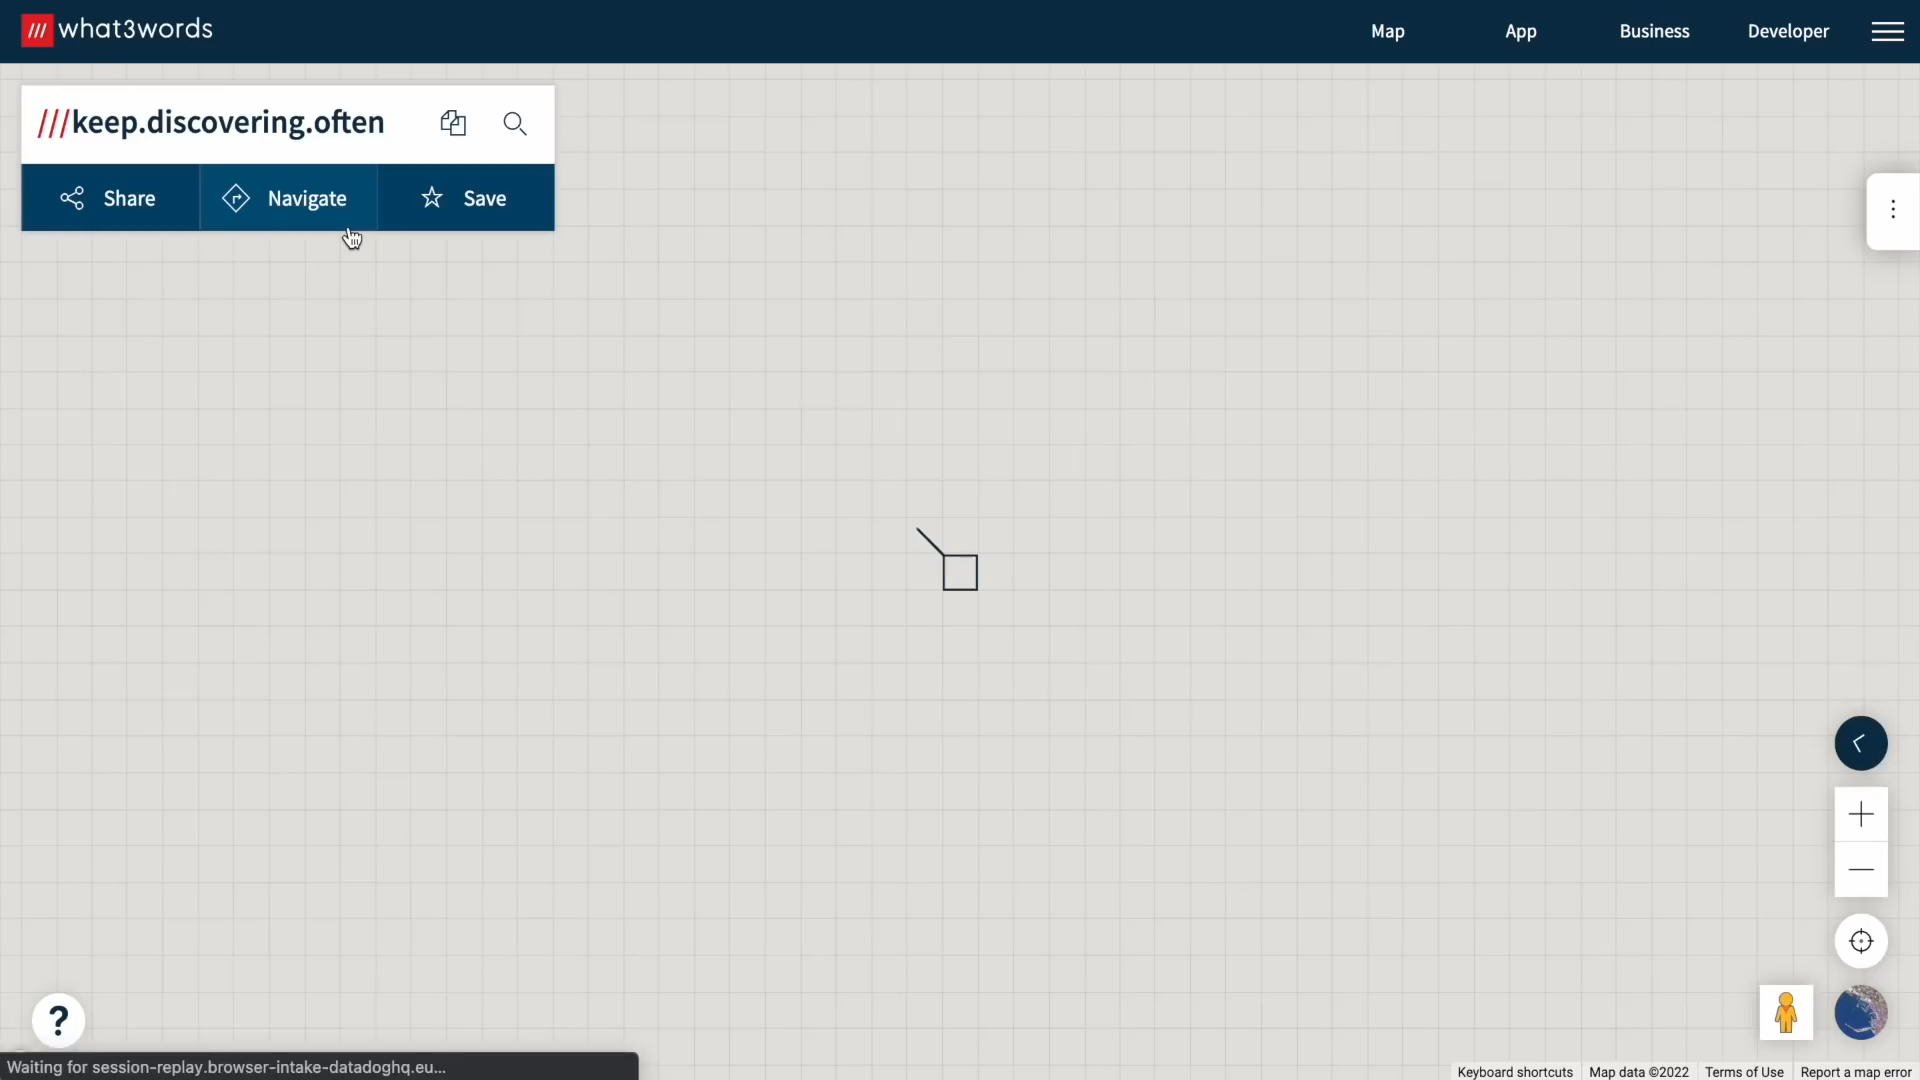 what3words
Map
App
Business
Developer
///keep.discovering.often
Share
Navigate
Save
?
Waiting for session-replay.browser-intake-datadoghq.eu...
Keyboard shortcuts
Map data ©2022
Terms of Use
Report a map error